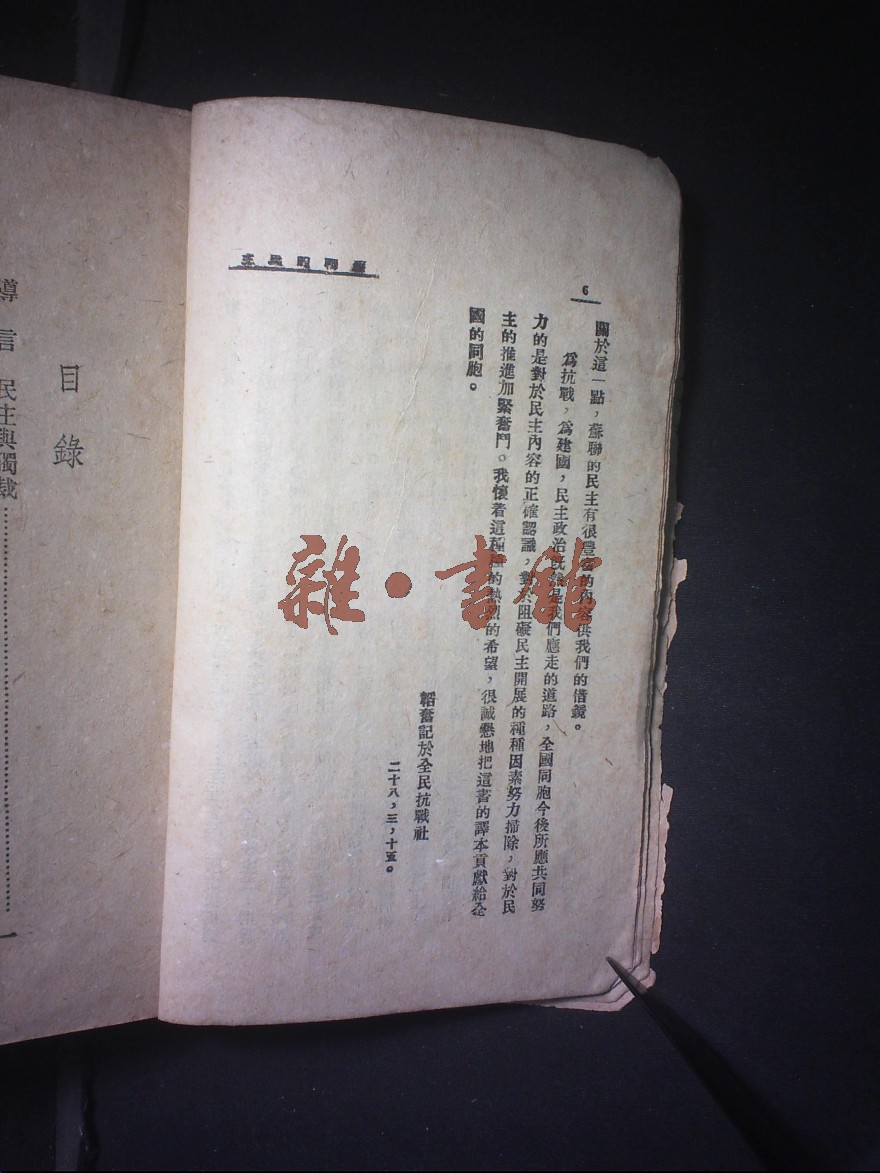 蘇聯的民主
6
關於這一點，蘇聯的民主有很豐富的內容供我們的借鏡。
為抗戰，為建國，民主政治既然是我們應走的道路，全國同胞今後所應共同努
力的是對於民主內容的正確認識，對於阻礙民主開展的種種因素努力掃除，對於民
主的推進加緊奮鬥。我懷着這種種的熱烈的希望，很誠懇地把這書的譯本貢獻給全
國的同胞。
韜奮記於全民抗戰社
二十八，三，十五。
目錄
導言 民主與獨裁……一
雜·書館